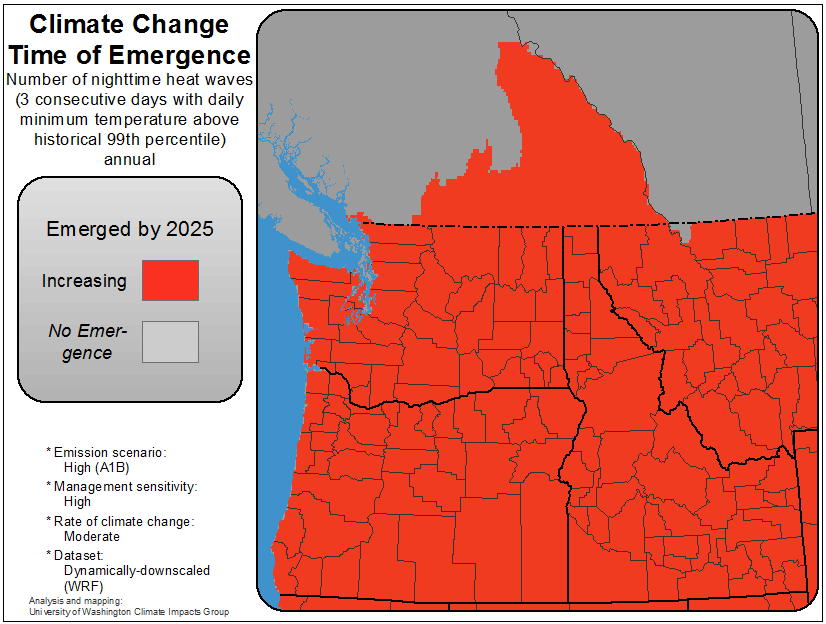 Climate Change
Time of Emergence
Number of nighttime heat waves
(3 consecutive days with daily
minimum temperature above
historical 99th percentile)
annual
Emerged by 2025
Increasing
No Emer-
gence
* Emission scenario:
High (A1B)
* Management sensitivity:
High
* Rate of climate change:
Moderate
* Dataset:
Dynamically-downscaled
(WRF)
Analysis and mapping:
University of Washington Climate Impacts Group